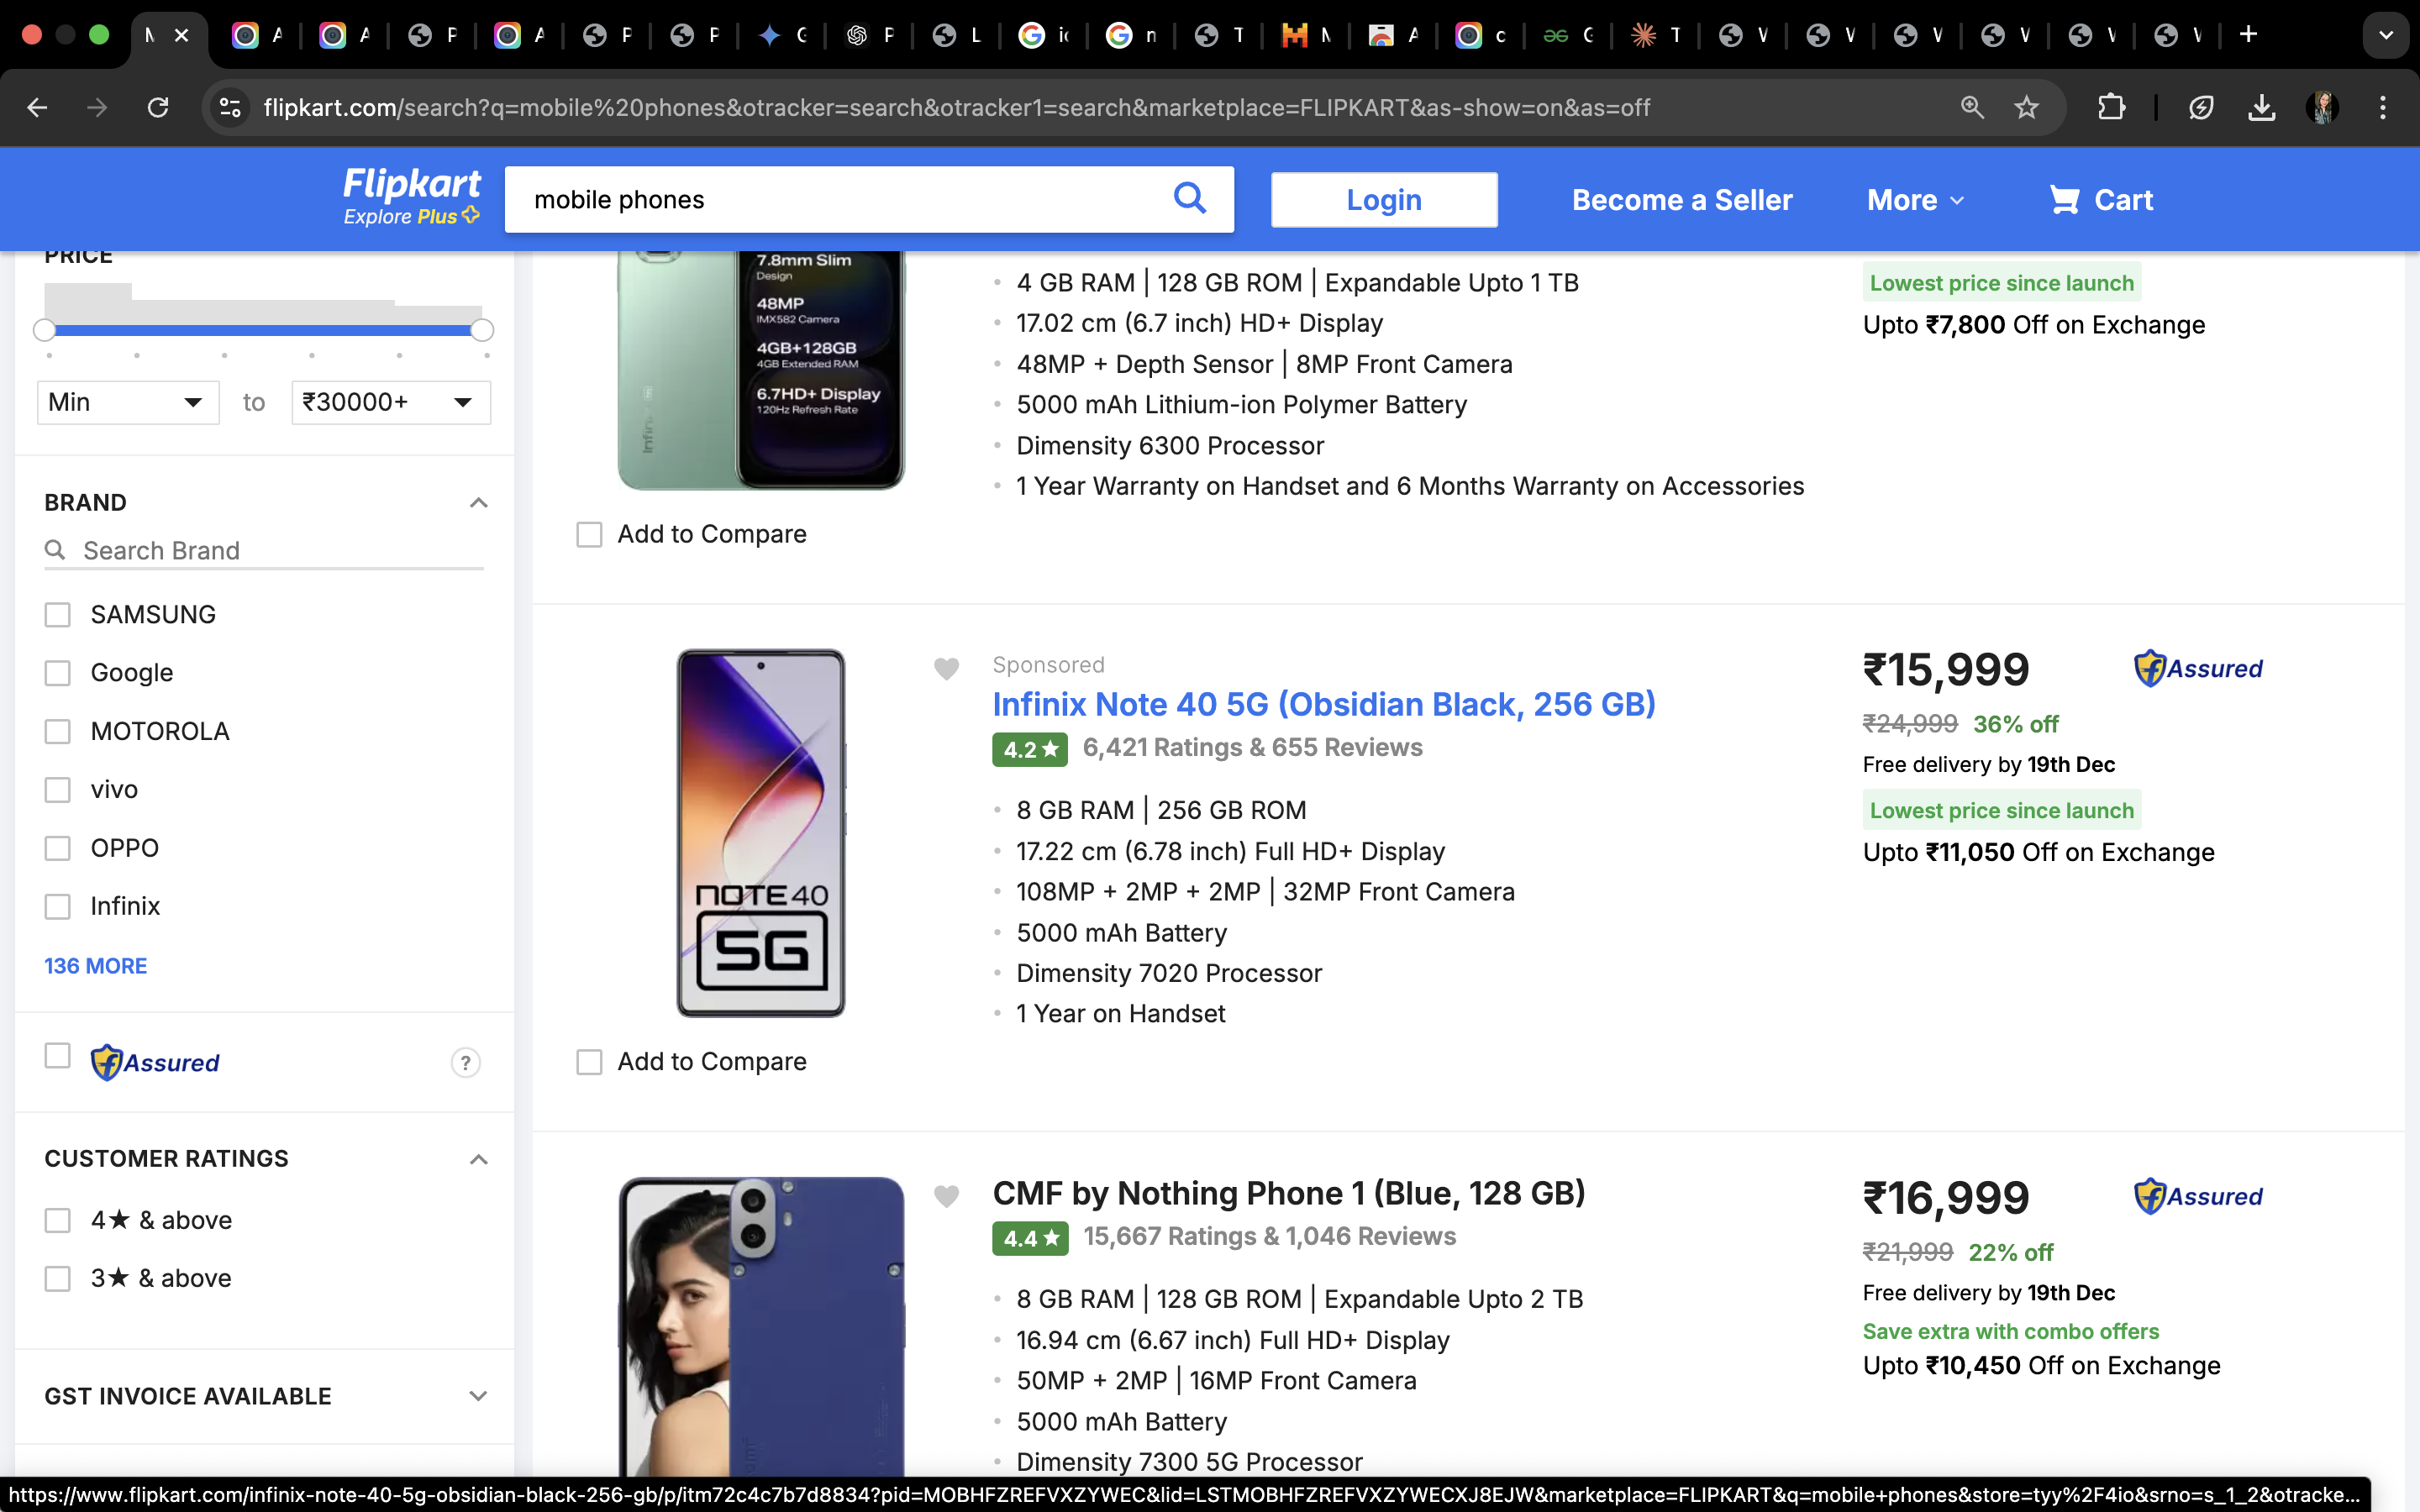 flipkart.com/search?q=mobile%20phones&otracker=search&otracker1=search&marketplace=FLIPKART&as-show=on&as=off
Flipkart
Explore Plus
mobile phones
Login
Become a Seller
More
Cart
PRICE
Min
to
₹30000+
BRAND
Search Brand
SAMSUNG
Google
MOTOROLA
vivo
OPPO
Infinix
136 MORE
Assured
?
CUSTOMER RATINGS
4★ & above
3★ & above
GST INVOICE AVAILABLE
7.8mm Slim
Design
48MP
IMX582 Camera
4GB+128GB
4GB Extended RAM
6.7HD+ Display
120Hz Refresh Rate
Infinix
4 GB RAM | 128 GB ROM | Expandable Upto 1 TB
17.02 cm (6.7 inch) HD+ Display
48MP + Depth Sensor | 8MP Front Camera
5000 mAh Lithium-ion Polymer Battery
Dimensity 6300 Processor
1 Year Warranty on Handset and 6 Months Warranty on Accessories
Lowest price since launch
Upto ₹7,800 Off on Exchange
Add to Compare
NOTE 40
5G
Sponsored
Infinix Note 40 5G (Obsidian Black, 256 GB)
4.2★ 6,421 Ratings & 655 Reviews
8 GB RAM | 256 GB ROM
17.22 cm (6.78 inch) Full HD+ Display
108MP + 2MP + 2MP | 32MP Front Camera
5000 mAh Battery
Dimensity 7020 Processor
1 Year on Handset
₹15,999
Assured
₹24,999 36% off
Free delivery by 19th Dec
Lowest price since launch
Upto ₹11,050 Off on Exchange
Add to Compare
CMF by Nothing Phone 1 (Blue, 128 GB)
4.4★ 15,667 Ratings & 1,046 Reviews
8 GB RAM | 128 GB ROM | Expandable Upto 2 TB
16.94 cm (6.67 inch) Full HD+ Display
50MP + 2MP | 16MP Front Camera
5000 mAh Battery
Dimensity 7300 5G Processor
₹16,999
Assured
₹21,999 22% off
Free delivery by 19th Dec
Save extra with combo offers
Upto ₹10,450 Off on Exchange
https://www.flipkart.com/infinix-note-40-5g-obsidian-black-256-gb/p/itm72c4c7b7d8834?pid=MOBHFZREFVXZYWEC&lid=LSTMOBHFZREFVXZYWECXJ8EJW&marketplace=FLIPKART&q=mobile+phones&store=tyy%2F4io&srno=s_1_2&otracke...